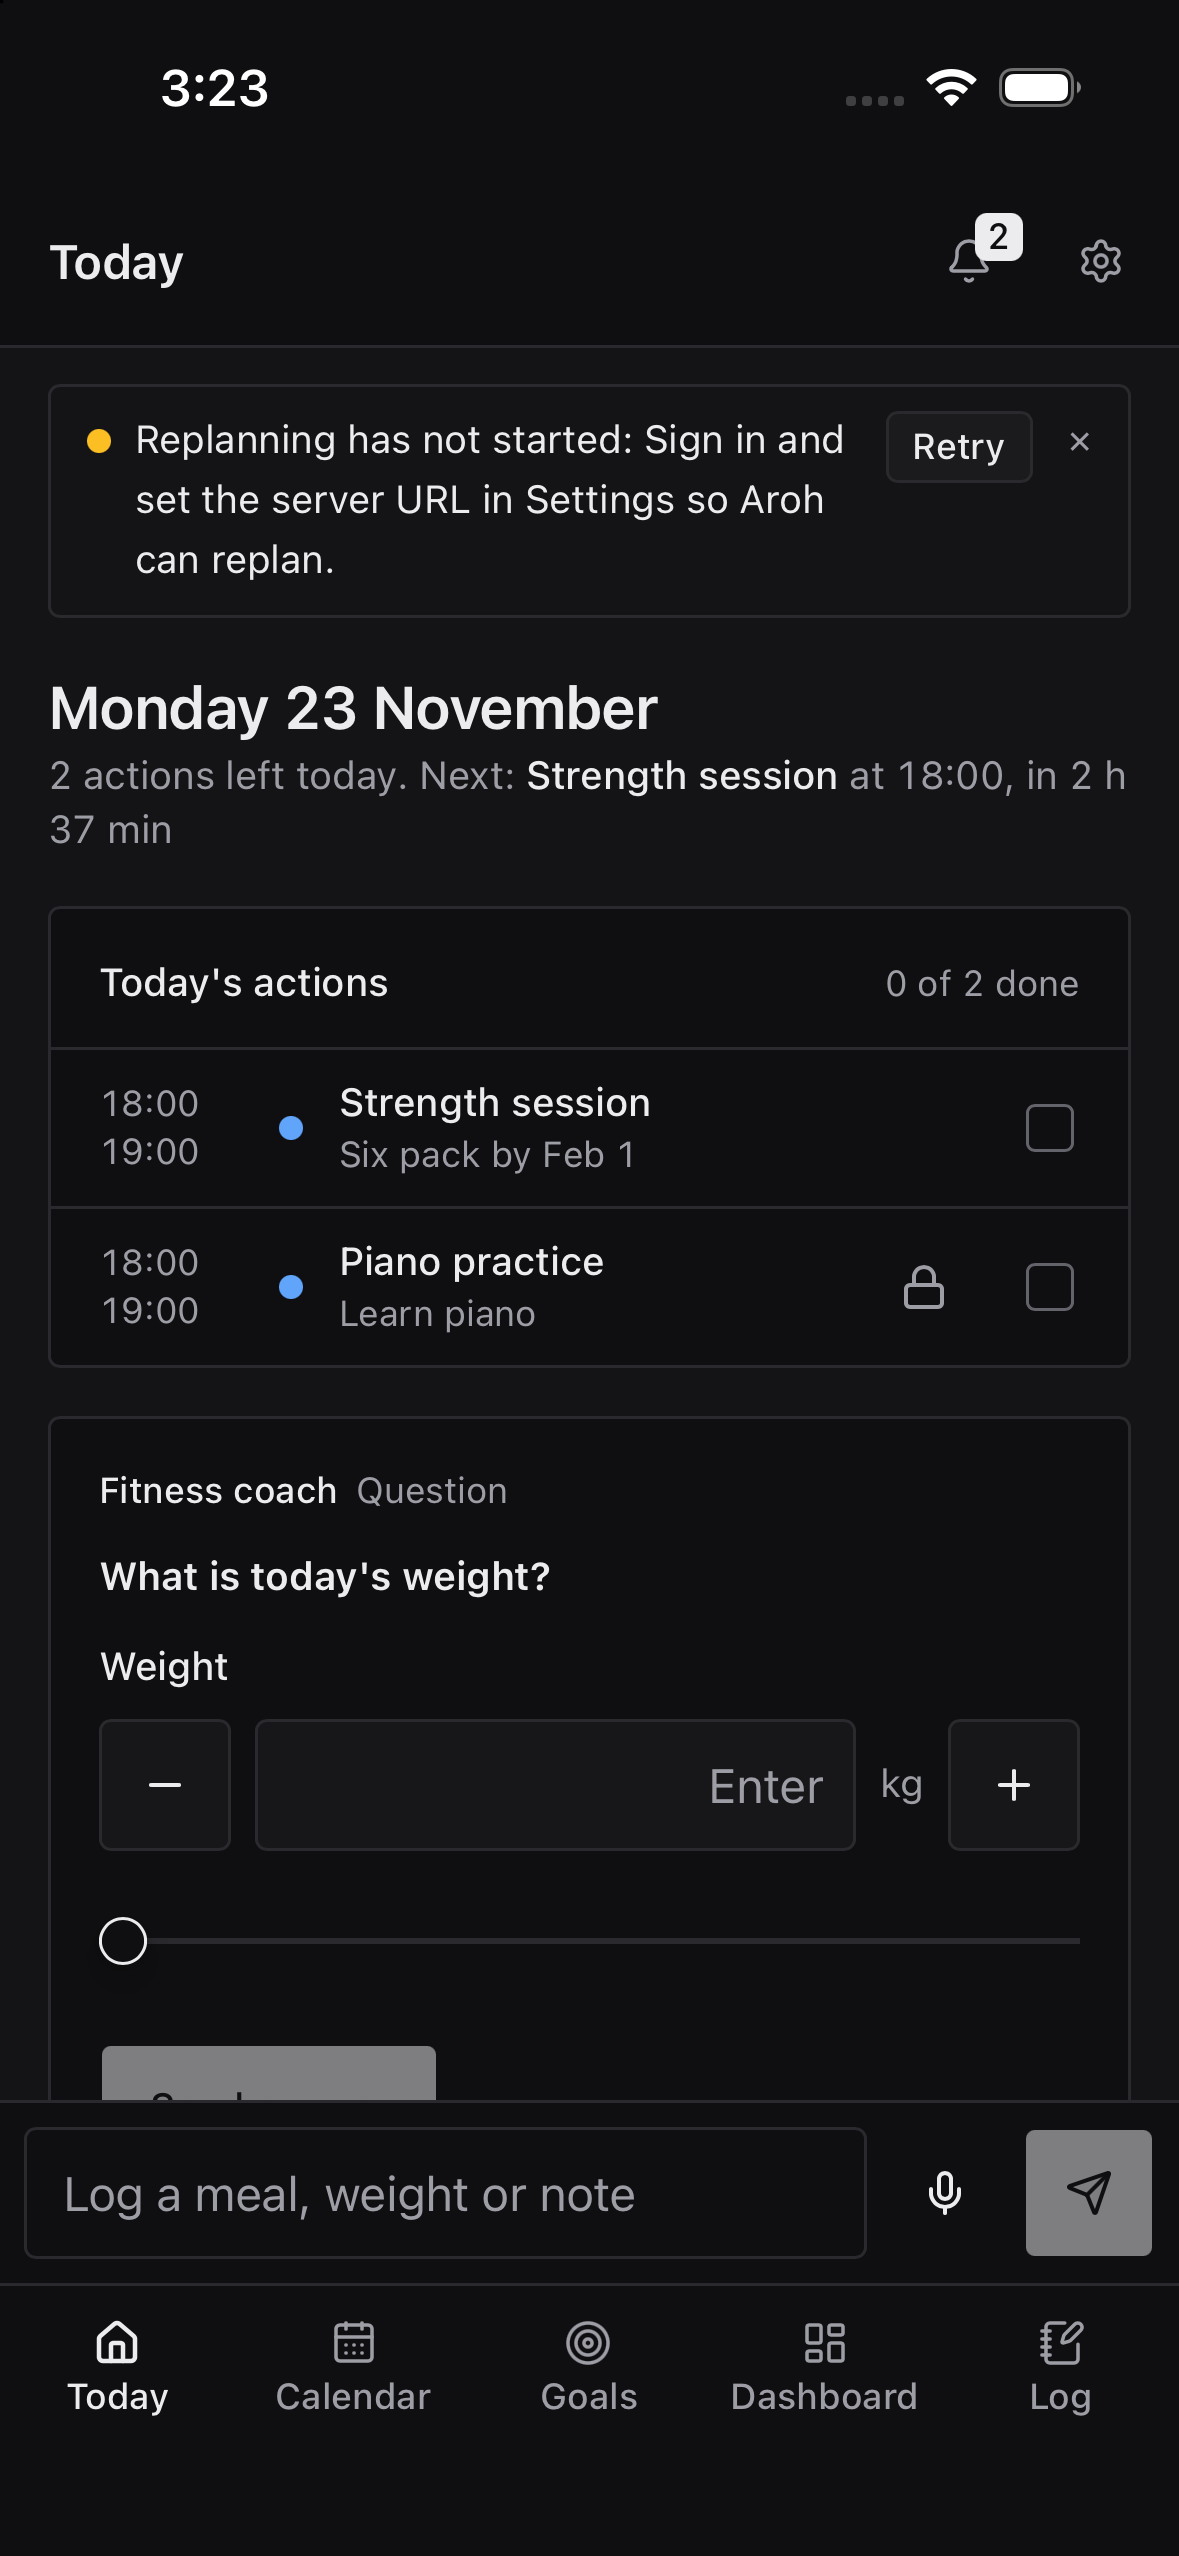 3:23
Today
2
Replanning has not started: Sign in and
set the server URL in Settings so Aroh
can replan.
Retry
Monday 23 November
2 actions left today. Next: Strength session at 18:00, in 2 h
37 min
Today's actions
0 of 2 done
18:00
19:00
Strength session
Six pack by Feb 1
18:00
19:00
Piano practice
Learn piano
Fitness coach Question
What is today's weight?
Weight
Enter
kg
Log a meal, weight or note
Today
Calendar
Goals
Dashboard
Log